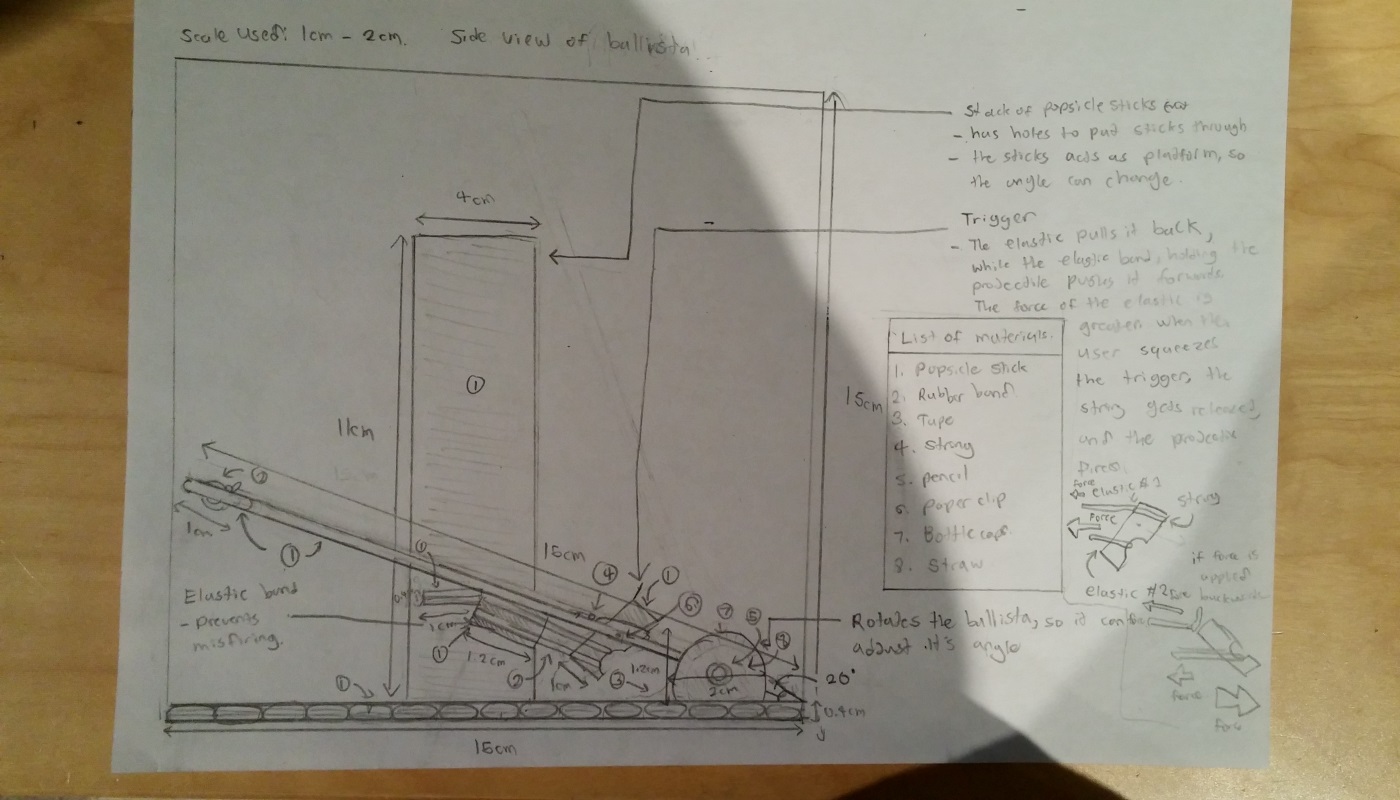 Scale Used: 1cm - 2cm. Side view of ballista
Stack of popsicle sticks
- has holes to put sticks through
- the sticks acts as platform, so
the angle can change.
4cm
Trigger
- The elastic pulls it back,
while the elastic band, holding the
projectile pushes it forwards.
The force of the elastic is
greater when the
user squeezes
the trigger, the
string gets released,
and the projectile
fires.
List of materials.
1. Popsicle stick
2. Rubber band
3. Tape
4. String
5. pencil
6. Paper clip
7. Bottle caps.
8. Straw
15cm
1
11cm
2
1cm
1
1
15cm
4
1
6
7
5
8
Force
elastic #1
string
Force
elastic #2
if force is
applied
backwards
Force
Force
Force
Elastic band
- prevents
misfiring.
1cm
1
1.2cm
2
1cm
3
1.2cm
2cm
Rotates the ballista, so it can
adjust it's angle
20°
1
0.4cm
15cm